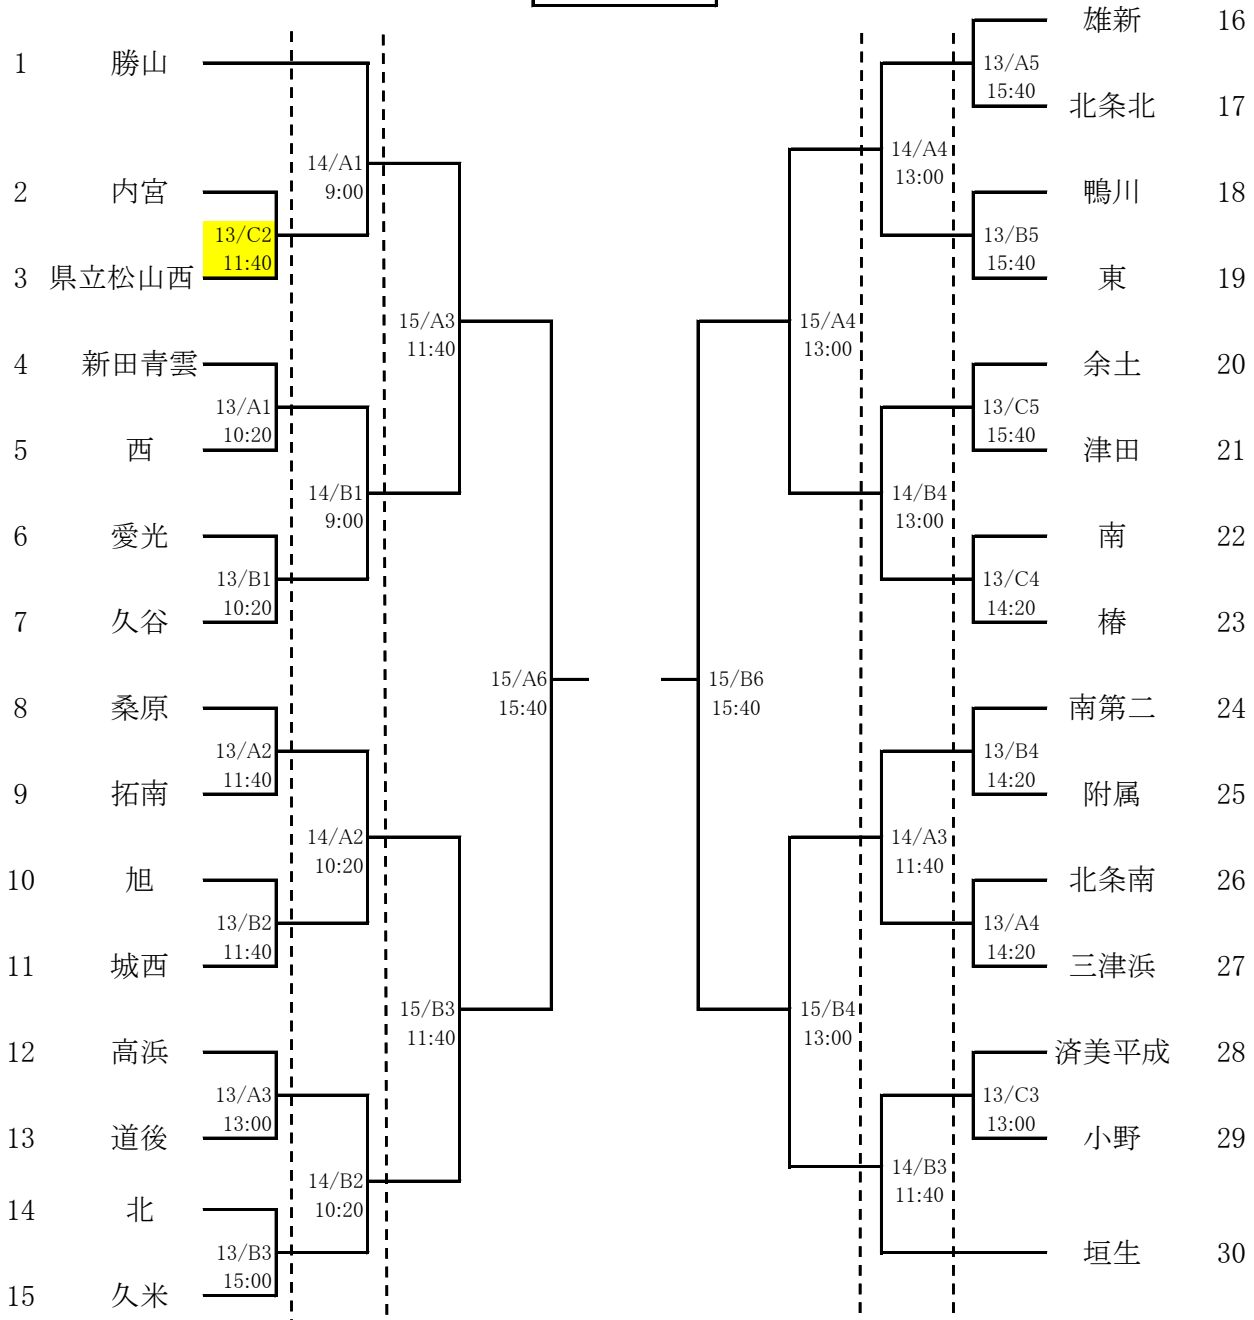 1 勝山
2 内宮
13/C2
11:40
3 県立松山西
14/A1
9:00
4 新田青雲
13/A1
10:20
5 西
14/B1
9:00
6 愛光
13/B1
10:20
7 久谷
15/A3
11:40
8 桑原
13/A2
11:40
9 拓南
14/A2
10:20
10 旭
13/B2
11:40
11 城西
12 高浜
13/A3
13:00
13 道後
14/B2
10:20
14 北
13/B3
15:00
15 久米
15/B3
11:40
15/A6
15:40
雄新 16
13/A5
15:40
北条北 17
14/A4
13:00
鴨川 18
13/B5
15:40
東 19
15/A4
13:00
余土 20
13/C5
15:40
津田 21
14/B4
13:00
南 22
13/C4
14:20
椿 23
15/B6
15:40
南第二 24
13/B4
14:20
附属 25
14/A3
11:40
北条南 26
13/A4
14:20
三津浜 27
15/B4
13:00
済美平成 28
13/C3
13:00
小野 29
14/B3
11:40
垣生 30